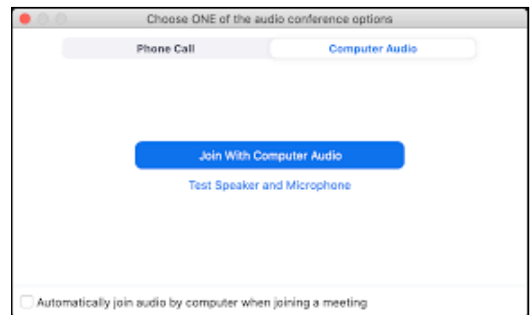 Choose ONE of the audio conference options
Phone Call
Computer Audio
Join With Computer Audio
Test Speaker and Microphone
Automatically join audio by computer when joining a meeting